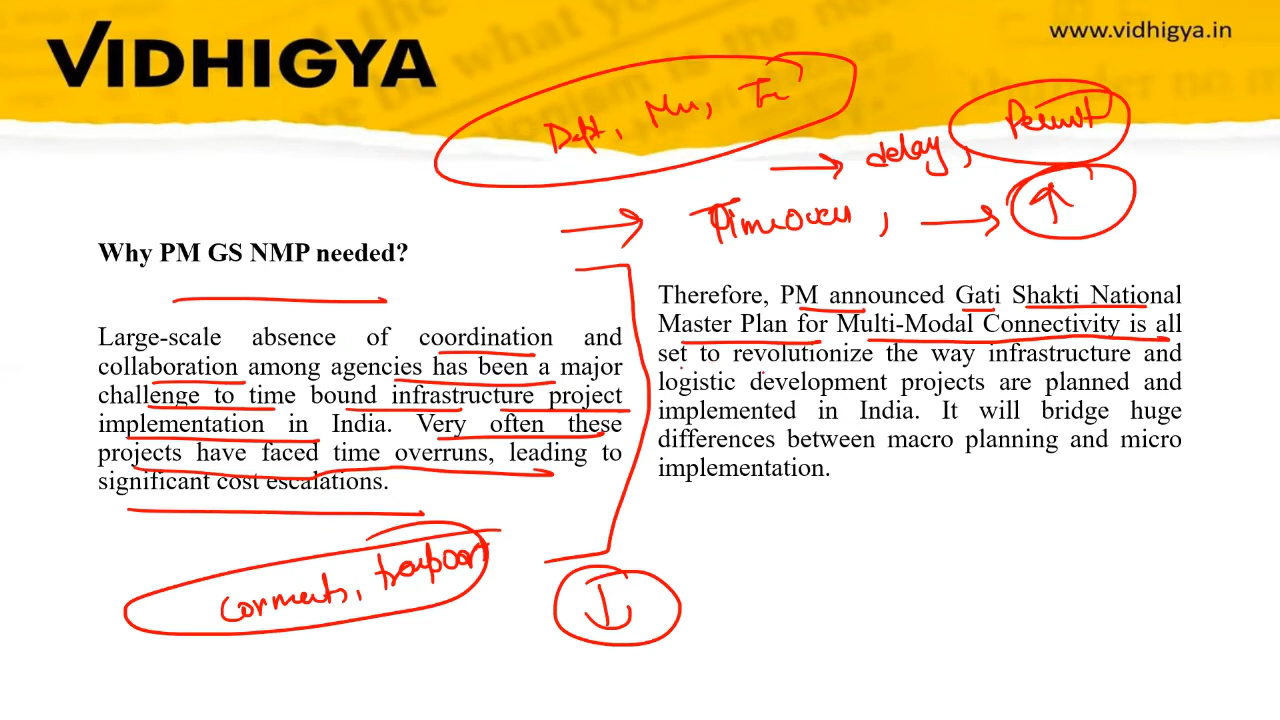 VIDHIGYA
www.vidhigya.in
Dept,
delay,
Permit
Timeover,
Why PM GS NMP needed?
Large-scale absence of coordination and
collaboration among agencies has been a major
challenge to time bound infrastructure project
implementation in India. Very often these
projects have faced time overruns, leading to
significant cost escalations.
Therefore, PM announced Gati Shakti National
Master Plan for Multi-Modal Connectivity is all
set to revolutionize the way infrastructure and
logistic development projects are planned and
implemented in India. It will bridge huge
differences between macro planning and micro
implementation.